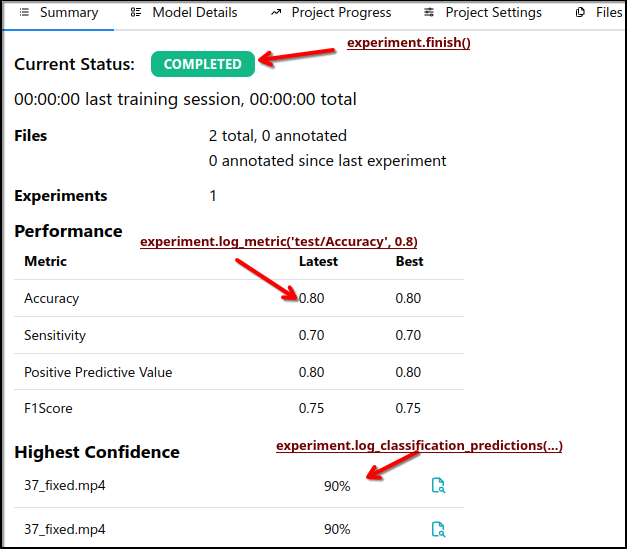 Summary Model Details Project Progress Project Settings Files
experiment.finish()
Current Status: COMPLETED
00:00:00 last training session, 00:00:00 total
Files 2 total, 0 annotated
0 annotated since last experiment
Experiments 1
Performance
experiment.log_metric('test/Accuracy', 0.8)
Metric Latest Best
Accuracy 0.80 0.80
Sensitivity 0.70 0.70
Positive Predictive Value 0.80 0.80
F1Score 0.75 0.75
Highest Confidence
experiment.log_classification_predictions(...)
37_fixed.mp4 90%
37_fixed.mp4 90%